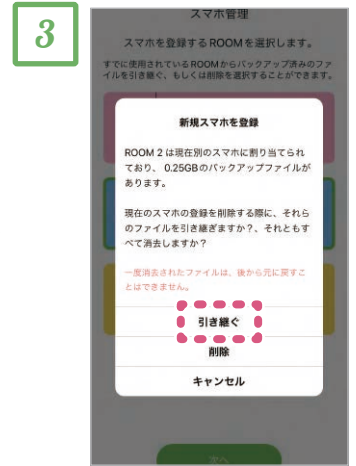 3
スマホ管理
スマホを登録するROOMを選択します。
すでに使用されているROOMからバックアップ済みのファ
イルを引き継ぐ、もしくは削除を選択することができます。
新規スマホを登録
ROOM 2 は現在別のスマホに割り当てられ
ており、 0.25GBのバックアップファイルが
あります。
現在のスマホの登録を削除する際に、それら
のファイルを引き継ぎますか？、それともす
べて消去しますか？
一度消去されたファイルは、後から元に戻すこ
とはできません。
引き継ぐ
削除
キャンセル
次へ